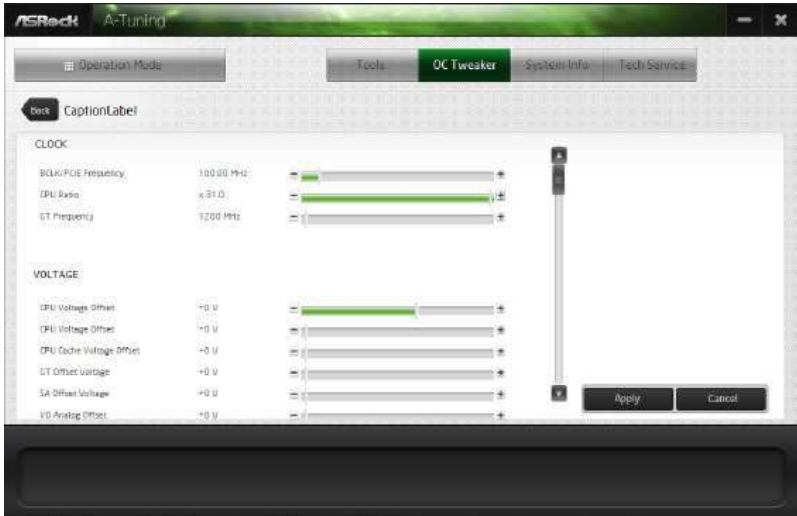 ASRock A-Tuning
Operation Mode Tools OC Tweaker System Info Tech Service
Back CaptionLabel
CLOCK
BCLK/PCIE Frequency 100.00 MHz
CPU Ratio x 31.0
GT Frequency 1200 MHz
VOLTAGE
CPU Voltage Offset +0 V
CPU Voltage Offset +0 V
CPU Cache Voltage Offset +0 V
GT Offset Voltage +0 V
SA Offset Voltage +0 V
I/O Analog Offset +0 V
Apply Cancel